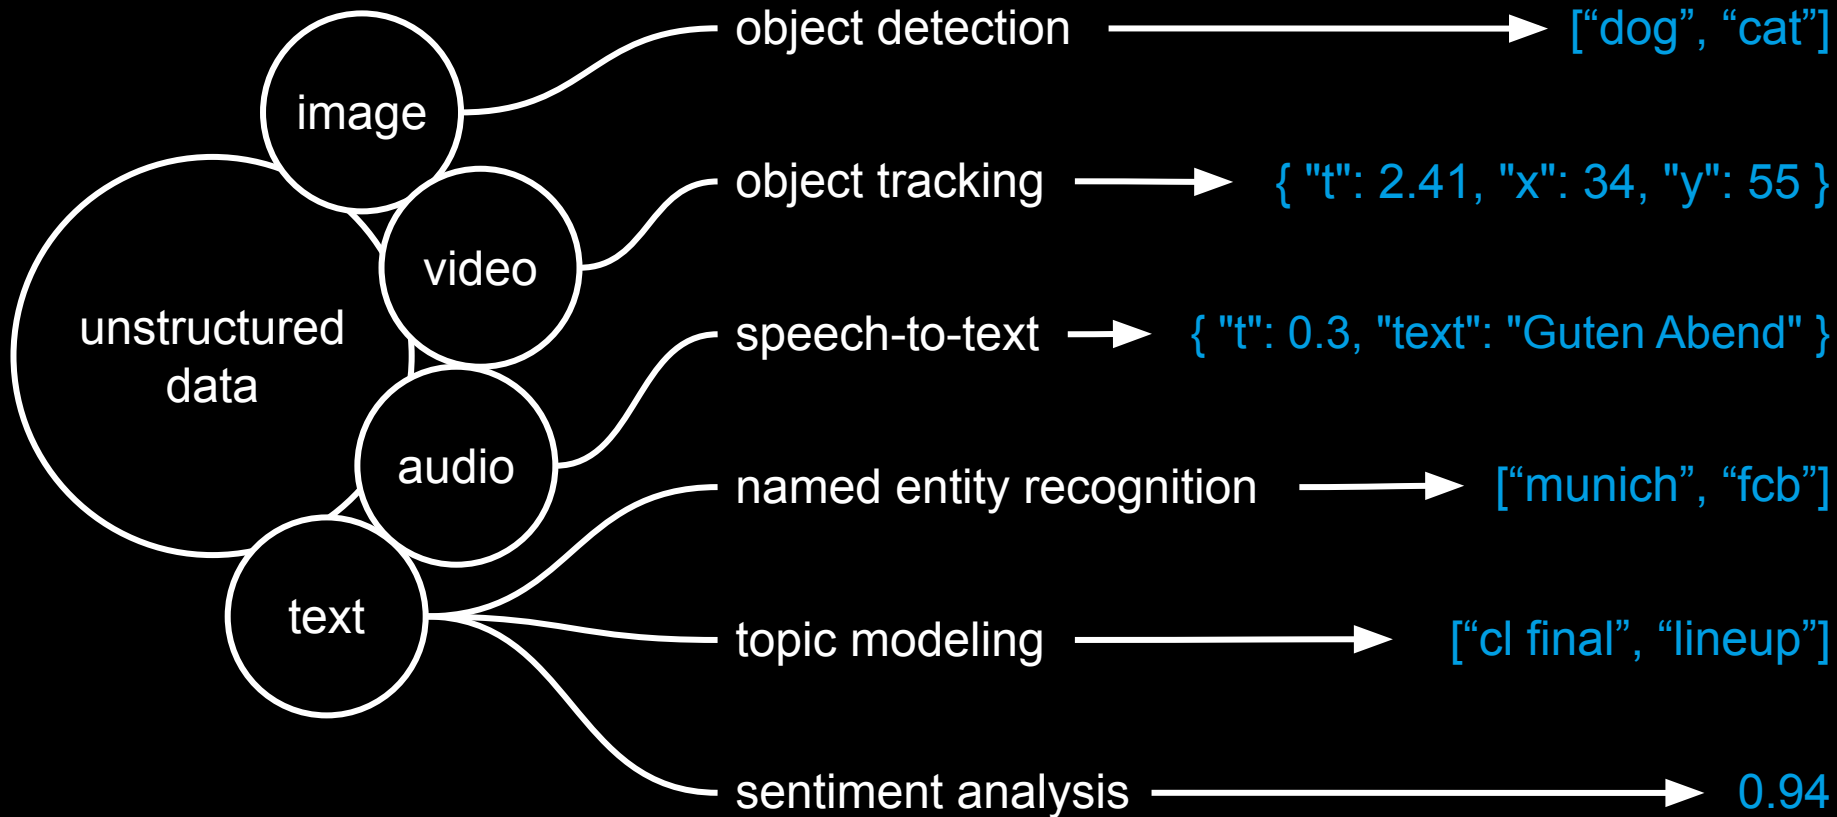 object detection
["dog", "cat"]
image
object tracking
{ "t": 2.41, "x": 34, "y": 55 }
video
unstructured
data
speech-to-text
{ "t": 0.3, "text": "Guten Abend" }
audio
named entity recognition
[“munich”, “fcb”]
text
topic modeling
[“cl final”, “lineup”]
sentiment analysis
0.94